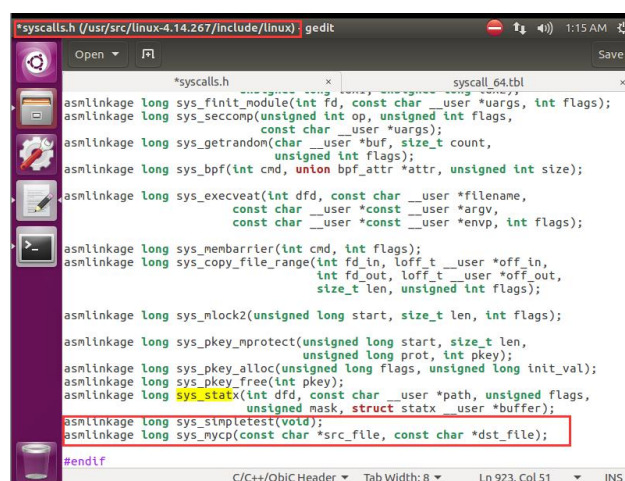 *syscalls.h (/usr/src/linux-4.14.267/include/linux) - gedit 1:15 AM
Open Save
*syscalls.h × syscall_64.tbl ×
asmlinkage long sys_finit_module(int fd, const char __user *uargs, int flags);
asmlinkage long sys_seccomp(unsigned int op, unsigned int flags,
const char __user *uargs);
asmlinkage long sys_getrandom(char __user *buf, size_t count,
unsigned int flags);
asmlinkage long sys_bpf(int cmd, union bpf_attr *attr, unsigned int size);
asmlinkage long sys_execveat(int dfd, const char __user *filename,
const char __user *const __user *argv,
const char __user *const __user *envp, int flags);
asmlinkage long sys_membarrier(int cmd, int flags);
asmlinkage long sys_copy_file_range(int fd_in, loff_t __user *off_in,
int fd_out, loff_t __user *off_out,
size_t len, unsigned int flags);
asmlinkage long sys_mlock2(unsigned long start, size_t len, int flags);
asmlinkage long sys_pkey_mprotect(unsigned long start, size_t len,
unsigned long prot, int pkey);
asmlinkage long sys_pkey_alloc(unsigned long flags, unsigned long init_val);
asmlinkage long sys_pkey_free(int pkey);
asmlinkage long sys_statx(int dfd, const char __user *path, unsigned flags,
unsigned mask, struct statx __user *buffer);
asmlinkage long sys_simpletest(void);
asmlinkage long sys_mycp(const char *src_file, const char *dst_file);
#endif
C/C++/ObjC Header Tab Width: 8 Ln 923, Col 51 INS